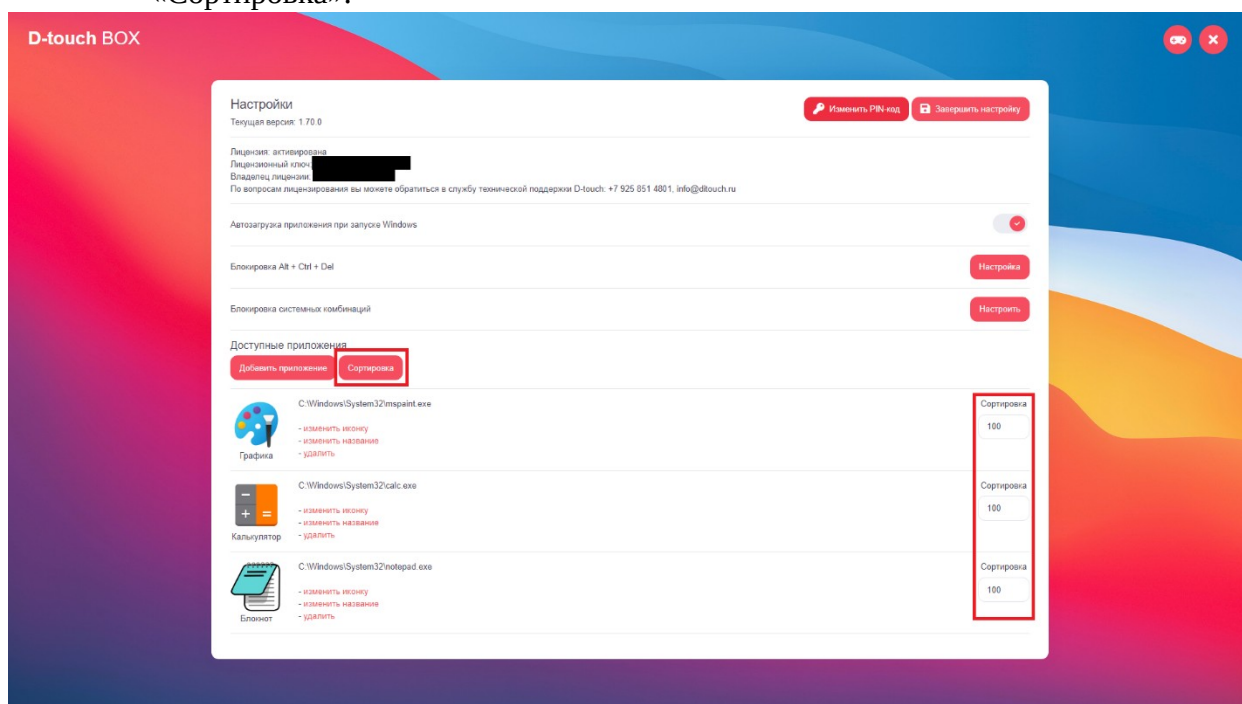 «Сортировка».
D-touch BOX
Настройки
Текущая версия: 1.70.0
Изменить PIN-код
Завершить настройку
Лицензия: активирована
Лицензионный ключ:
Владелец лицензии:
По вопросам лицензирования вы можете обратиться в службу технической поддержки D-touch: +7 925 851 4801, info@ditouch.ru
Автозагрузка приложения при запуске Windows
Блокировка Alt + Ctrl + Del
Настройка
Блокировка системных комбинаций
Настроить
Доступные приложения
Добавить приложение
Сортировка
C:\Windows\System32\mspaint.exe
Сортировка
- изменить иконку
100
- изменить название
- удалить
Графика
C:\Windows\System32\calc.exe
Сортировка
- изменить иконку
100
- изменить название
- удалить
Калькулятор
C:\Windows\System32\notepad.exe
Сортировка
- изменить иконку
100
- изменить название
- удалить
Блокнот